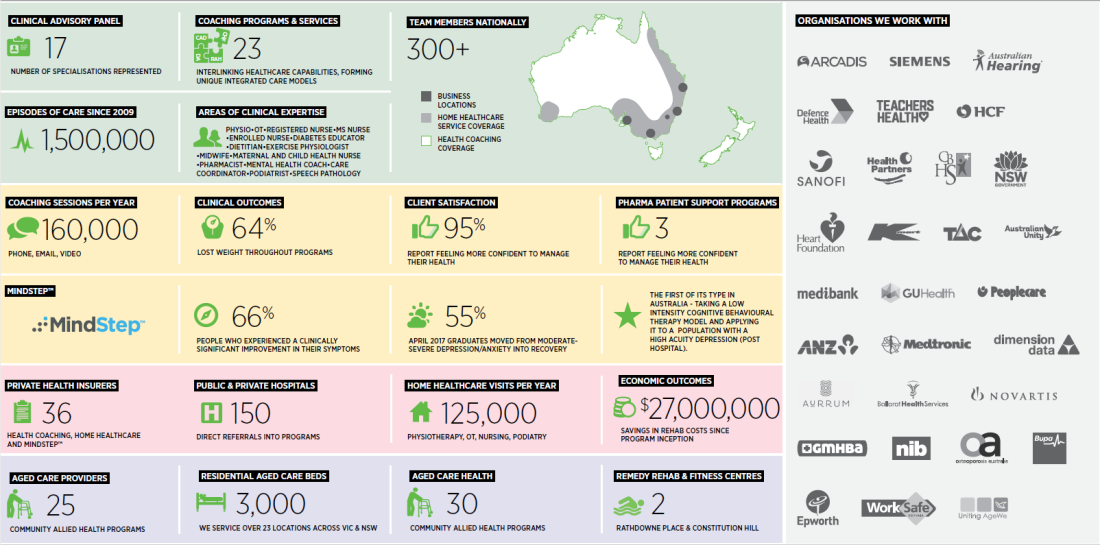 CLINICAL ADVISORY PANEL
17
NUMBER OF SPECIALISATIONS REPRESENTED
COACHING PROGRAMS & SERVICES
CAD
23
INTERLINKING HEALTHCARE CAPABILITIES, FORMING
UNIQUE INTEGRATED CARE MODELS
TEAM MEMBERS NATIONALLY
300+
BUSINESS
LOCATIONS
HOME HEALTHCARE
SERVICE COVERAGE
HEALTH COACHING
COVERAGE
EPISODES OF CARE SINCE 2009
1,500,000
AREAS OF CLINICAL EXPERTISE
PHYSIO•OT•REGISTERED NURSE•MS NURSE
•ENROLLED NURSE•DIABETES EDUCATOR
•DIETITIAN•EXERCISE PHYSIOLOGIST
•MIDWIFE•MATERNAL AND CHILD HEALTH NURSE
•PHARMACIST•MENTAL HEALTH COACH•CARE
COORDINATOR•PODIATRIST•SPEECH PATHOLOGY
COACHING SESSIONS PER YEAR
160,000
PHONE, EMAIL, VIDEO
CLINICAL OUTCOMES
64%
LOST WEIGHT THROUGHOUT PROGRAMS
CLIENT SATISFACTION
95%
REPORT FEELING MORE CONFIDENT TO MANAGE
THEIR HEALTH
PHARMA PATIENT SUPPORT PROGRAMS
3
REPORT FEELING MORE CONFIDENT
TO MANAGE THEIR HEALTH
MINDSTEP™
MindStep™
66%
PEOPLE WHO EXPERIENCED A CLINICALLY
SIGNIFICANT IMPROVEMENT IN THEIR SYMPTOMS
55%
APRIL 2017 GRADUATES MOVED FROM MODERATE-
SEVERE DEPRESSION/ANXIETY INTO RECOVERY
THE FIRST OF ITS TYPE IN
AUSTRALIA - TAKING A LOW
INTENSITY COGNITIVE BEHAVIOURAL
THERAPY MODEL AND APPLYING
IT TO A POPULATION WITH A
HIGH ACUITY DEPRESSION (POST
HOSPITAL).
PRIVATE HEALTH INSURERS
36
HEALTH COACHING, HOME HEALTHCARE
AND MINDSTEP™
PUBLIC & PRIVATE HOSPITALS
H
150
DIRECT REFERRALS INTO PROGRAMS
HOME HEALTHCARE VISITS PER YEAR
125,000
PHYSIOTHERAPY, OT, NURSING, PODIATRY
ECONOMIC OUTCOMES
$27,000,000
SAVINGS IN REHAB COSTS SINCE
PROGRAM INCEPTION
AGED CARE PROVIDERS
25
COMMUNITY ALLIED HEALTH PROGRAMS
RESIDENTIAL AGED CARE BEDS
3,000
WE SERVICE OVER 23 LOCATIONS ACROSS VIC & NSW
AGED CARE HEALTH
30
COMMUNITY ALLIED HEALTH PROGRAMS
REMEDY REHAB & FITNESS CENTRES
2
RATHDOWNE PLACE & CONSTITUTION HILL
ORGANISATIONS WE WORK WITH
ARCADIS
SIEMENS
Australian
Hearing
Defence
Health
TEACHERS
HEALTH
HCF
SANOFI
Health
Partners
CBHS
NSW
GOVERNMENT
Heart
Foundation
K
TAC
Australian
Unity
medibank
GUHealth
Peoplecare
ANZ
Medtronic
dimension
data
AURRUM
Ballarat Health Services
NOVARTIS
GMHBA
nib
oa
osteoporosis australia
Bupa
Epworth
WorkSafe
Uniting AgeWell